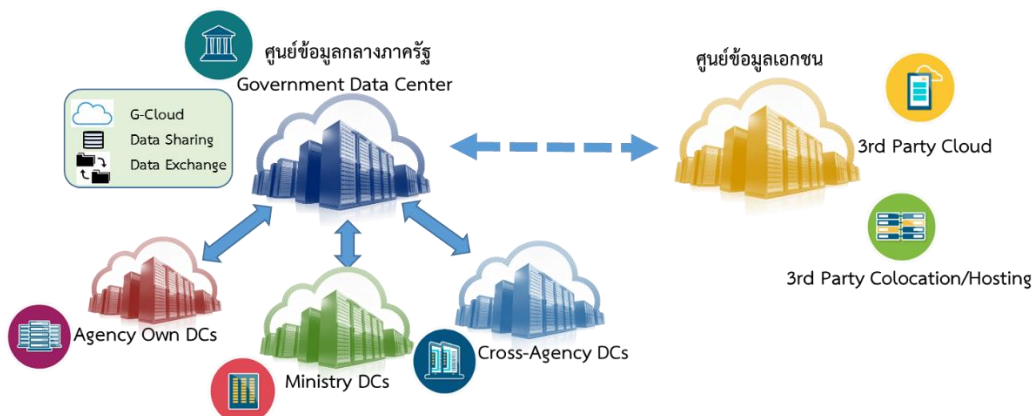 ศูนย์ข้อมูลกลางภาครัฐ
Government Data Center
ศูนย์ข้อมูลเอกชน
G-Cloud
Data Sharing
Data Exchange
3rd Party Cloud
3rd Party Colocation/Hosting
Agency Own DCs
Ministry DCs
Cross-Agency DCs